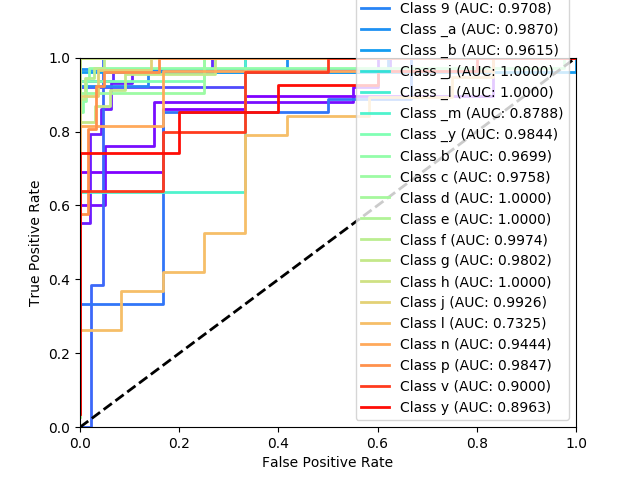 Class 9 (AUC: 0.9708)
Class _a (AUC: 0.9870)
Class _b (AUC: 0.9615)
Class _i (AUC: 1.0000)
Class _l (AUC: 1.0000)
Class _m (AUC: 0.8788)
Class _y (AUC: 0.9844)
Class b (AUC: 0.9699)
Class c (AUC: 0.9758)
Class d (AUC: 1.0000)
Class e (AUC: 1.0000)
Class f (AUC: 0.9974)
Class g (AUC: 0.9802)
Class h (AUC: 1.0000)
Class j (AUC: 0.9926)
Class l (AUC: 0.7325)
Class n (AUC: 0.9444)
Class p (AUC: 0.9847)
Class v (AUC: 0.9000)
Class y (AUC: 0.8963)
True Positive Rate
1.0
0.8
0.6
0.4
0.2
0.0
0.0 0.2 0.4 0.6 0.8 1.0
False Positive Rate